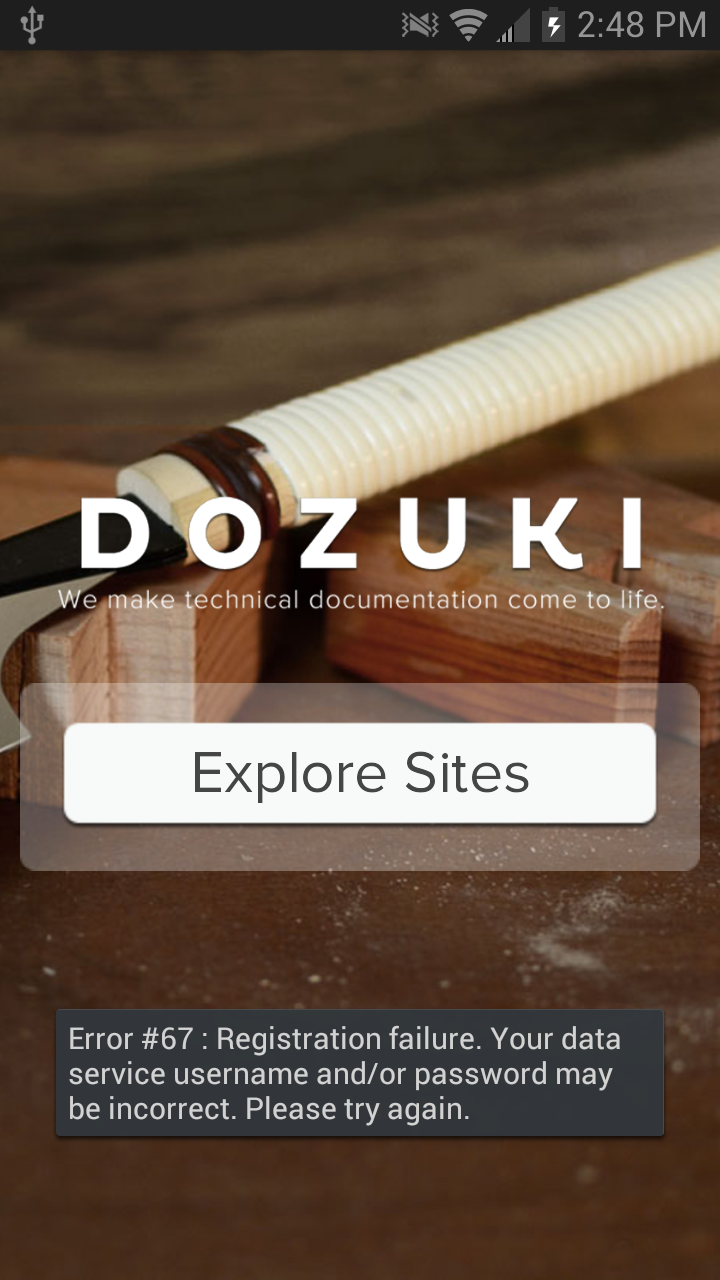 2:48 PM
DOZUKI
We make technical documentation come to life.
Explore Sites
Error #67 : Registration failure. Your data
service username and/or password may
be incorrect. Please try again.